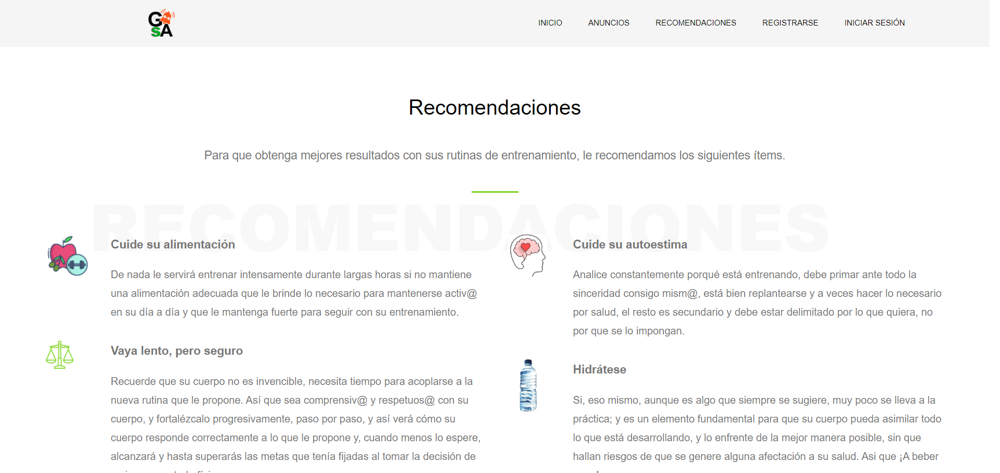 GA
SA
INICIO ANUNCIOS RECOMENDACIONES REGISTRARSE INICIAR SESIÓN
Recomendaciones
Para que obtenga mejores resultados con sus rutinas de entrenamiento, le recomendamos los siguientes ítems.
RECOMENDACIONES
Cuide su alimentación
De nada le servirá entrenar intensamente durante largas horas si no mantiene
una alimentación adecuada que le brinde lo necesario para mantenerse activ@
en su día a día y que le mantenga fuerte para seguir con su entrenamiento.
Vaya lento, pero seguro
Recuerde que su cuerpo no es invencible, necesita tiempo para acoplarse a la
nueva rutina que le propone. Así que sea comprensiv@ y respetuos@ con su
cuerpo, y fortalézcalo progresivamente, paso por paso, y así verá cómo su
cuerpo responde correctamente a lo que le propone y, cuando menos lo espere,
alcanzará y hasta superarás las metas que tenía fijadas al tomar la decisión de
Cuide su autoestima
Analice constantemente porqué está entrenando, debe primar ante todo la
sinceridad consigo mism@, está bien replantearse y a veces hacer lo necesario
por salud, el resto es secundario y debe estar delimitado por lo que quiera, no
por que se lo impongan.
Hidrátese
Si, eso mismo, aunque es algo que siempre se sugiere, muy poco se lleva a la
práctica; y es un elemento fundamental para que su cuerpo pueda asimilar todo
lo que está desarrollando, y lo enfrente de la mejor manera posible, sin que
hallan riesgos de que se genere alguna afectación a su salud. Asi que ¡A beber